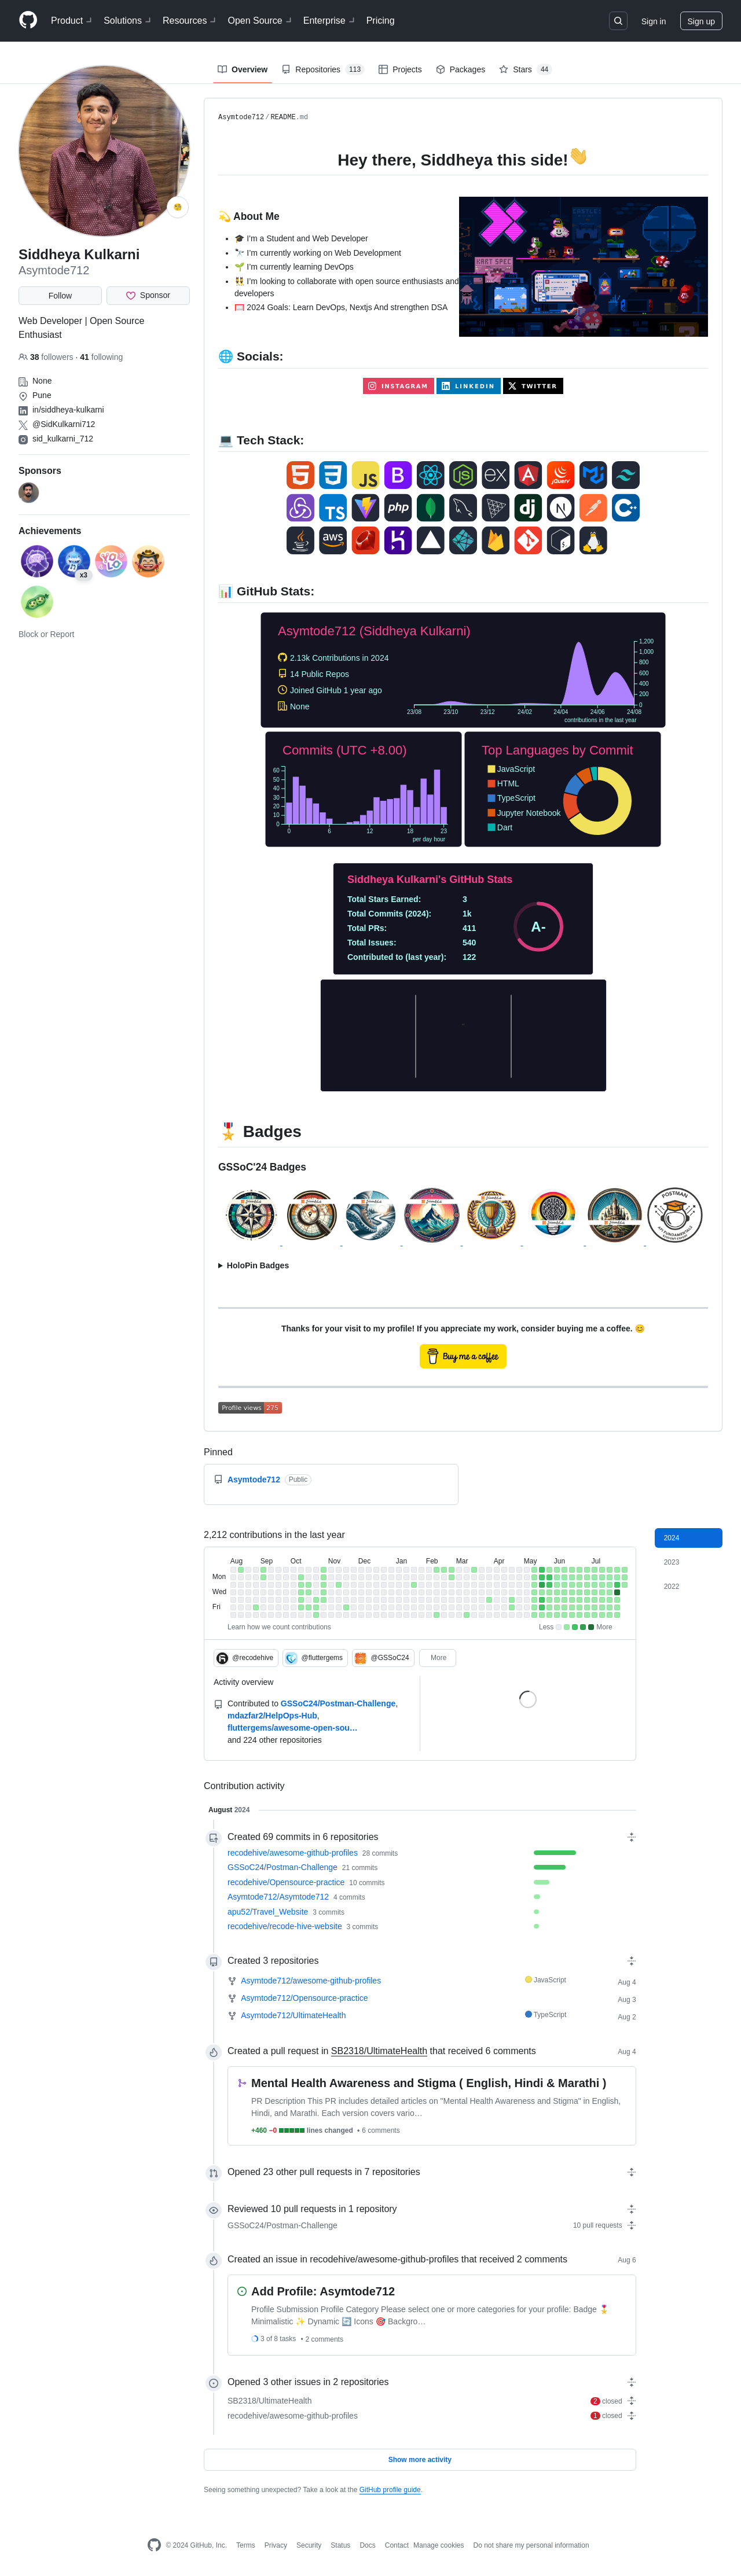 Product
Solutions
Resources
Open Source
Enterprise
Pricing
Sign in
Sign up
Overview
Repositories 113
Projects
Packages
Stars 44
Siddheya Kulkarni
Asymtode712
Follow
Sponsor
Web Developer | Open Source
Enthusiast
38 followers · 41 following
None
Pune
in/siddheya-kulkarni
@SidKulkarni712
sid_kulkarni_712
Sponsors
Achievements
x3
Block or Report
Asymtode712 / README.md
Hey there, Siddheya this side!👋
💫 About Me
• 🎓 I'm a Student and Web Developer
• 🔭 I'm currently working on Web Development
• 🌱 I'm currently learning DevOps
• 👯 I'm looking to collaborate with open source enthusiasts and
developers
• 🥅 2024 Goals: Learn DevOps, Nextjs And strengthen DSA
🌐 Socials:
INSTAGRAM
LINKEDIN
TWITTER
💻 Tech Stack:
JS
B
EX
jQuery
TS
php
dj
N
Java
aws
📊 GitHub Stats:
Asymtode712 (Siddheya Kulkarni)
2.13k Contributions in 2024
14 Public Repos
Joined GitHub 1 year ago
None
1,200
1,000
800
600
400
200
0
23/08 23/10 23/12 24/02 24/04 24/06 24/08
contributions in the last year
Commits (UTC +8.00)
60
50
40
30
20
10
0
0 6 12 18 23
per day hour
Top Languages by Commit
JavaScript
HTML
TypeScript
Jupyter Notebook
Dart
Siddheya Kulkarni's GitHub Stats
Total Stars Earned: 3
Total Commits (2024): 1k
Total PRs: 411
Total Issues: 540
Contributed to (last year): 122
A-
🎖️ Badges
GSSoC'24 Badges
POSTMAN
▶ HoloPin Badges
Thanks for your visit to my profile! If you appreciate my work, consider buying me a coffee. 😊
Buy me a coffee
Profile views 275
Pinned
Asymtode712 Public
2,212 contributions in the last year
2024
2023
2022
Aug Sep Oct Nov Dec Jan Feb Mar Apr May Jun Jul
Mon
Wed
Fri
Learn how we count contributions
Less More
@recodehive
@fluttergems
@GSSoC24
More
Activity overview
Contributed to GSSoC24/Postman-Challenge,
mdazfar2/HelpOps-Hub,
fluttergems/awesome-open-sou…
and 224 other repositories
Contribution activity
August 2024
Created 69 commits in 6 repositories
recodehive/awesome-github-profiles 28 commits
GSSoC24/Postman-Challenge 21 commits
recodehive/Opensource-practice 10 commits
Asymtode712/Asymtode712 4 commits
apu52/Travel_Website 3 commits
recodehive/recode-hive-website 3 commits
Created 3 repositories
Asymtode712/awesome-github-profiles JavaScript Aug 4
Asymtode712/Opensource-practice Aug 3
Asymtode712/UltimateHealth TypeScript Aug 2
Created a pull request in SB2318/UltimateHealth that received 6 comments Aug 4
Mental Health Awareness and Stigma ( English, Hindi & Marathi )
PR Description This PR includes detailed articles on "Mental Health Awareness and Stigma" in English,
Hindi, and Marathi. Each version covers vario…
+460 −0 lines changed • 6 comments
Opened 23 other pull requests in 7 repositories
Reviewed 10 pull requests in 1 repository
GSSoC24/Postman-Challenge 10 pull requests
Created an issue in recodehive/awesome-github-profiles that received 2 comments Aug 6
Add Profile: Asymtode712
Profile Submission Profile Category Please select one or more categories for your profile: Badge 🎖️
Minimalistic ✨ Dynamic 🔄 Icons 🎯 Backgro…
3 of 8 tasks • 2 comments
Opened 3 other issues in 2 repositories
SB2318/UltimateHealth 2 closed
recodehive/awesome-github-profiles 1 closed
Show more activity
Seeing something unexpected? Take a look at the GitHub profile guide.
© 2024 GitHub, Inc. Terms Privacy Security Status Docs Contact Manage cookies Do not share my personal information